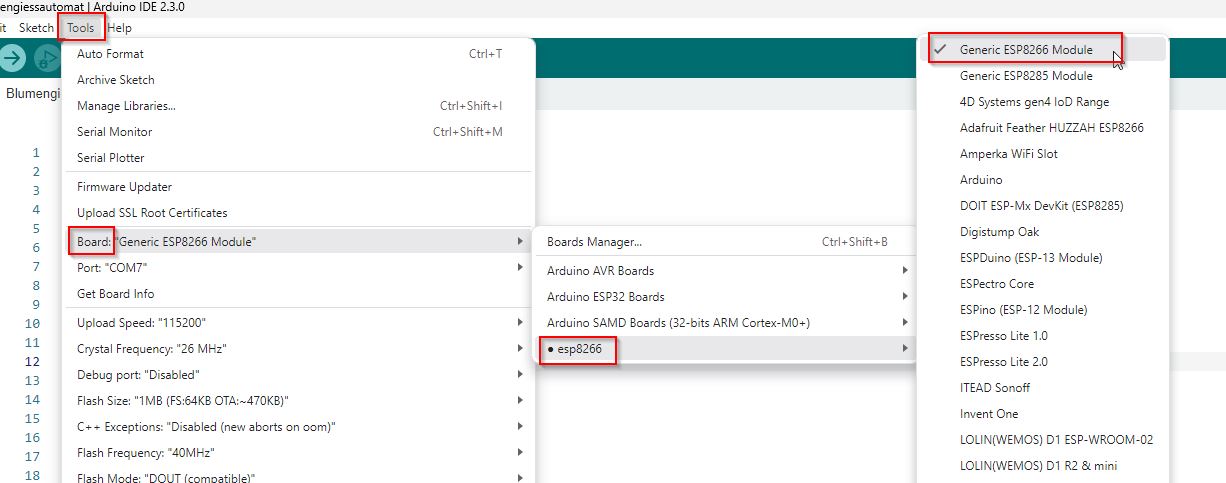 engiessautomat | Arduino IDE 2.3.0
it Sketch Tools Help
Blumengi
1
2
3
4
5
6
7
8
9
10
11
12
13
14
15
16
17
18
Auto Format Ctrl+T
Archive Sketch
Manage Libraries... Ctrl+Shift+I
Serial Monitor Ctrl+Shift+M
Serial Plotter
Firmware Updater
Upload SSL Root Certificates
Board: "Generic ESP8266 Module"
Port: "COM7"
Get Board Info
Upload Speed: "115200"
Crystal Frequency: "26 MHz"
Debug port: "Disabled"
Flash Size: "1MB (FS:64KB OTA:~470KB)"
C++ Exceptions: "Disabled (new aborts on oom)"
Flash Frequency: "40MHz"
Flash Mode: "DOUT (compatible)"
Boards Manager... Ctrl+Shift+B
Arduino AVR Boards
Arduino ESP32 Boards
Arduino SAMD Boards (32-bits ARM Cortex-M0+)
● esp8266
✓ Generic ESP8266 Module
Generic ESP8285 Module
4D Systems gen4 IoD Range
Adafruit Feather HUZZAH ESP8266
Amperka WiFi Slot
Arduino
DOIT ESP-Mx DevKit (ESP8285)
Digistump Oak
ESPDuino (ESP-13 Module)
ESPectro Core
ESPino (ESP-12 Module)
ESPresso Lite 1.0
ESPresso Lite 2.0
ITEAD Sonoff
Invent One
LOLIN(WEMOS) D1 ESP-WROOM-02
LOLIN(WEMOS) D1 R2 & mini